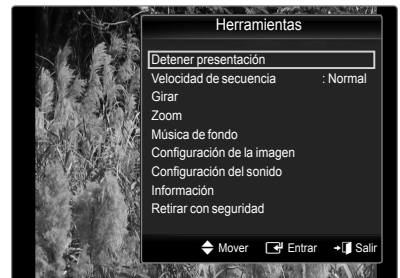 Herramientas
Detener presentación
Velocidad de secuencia : Normal
Girar
Zoom
Música de fondo
Configuración de la imagen
Configuración del sonido
Información
Retirar con seguridad
Mover Entrar Salir